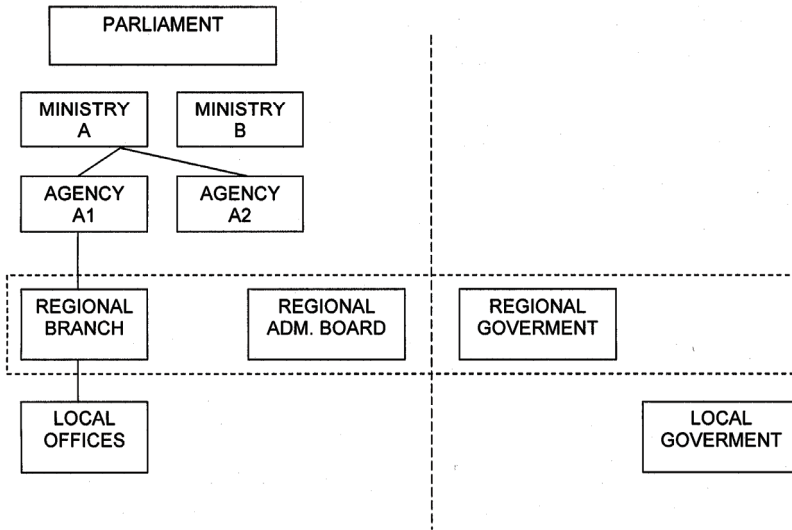 PARLIAMENT
MINISTRY
A
MINISTRY
B
AGENCY
A1
AGENCY
A2
REGIONAL
BRANCH
REGIONAL
ADM. BOARD
REGIONAL
GOVERMENT
LOCAL
OFFICES
LOCAL
GOVERMENT